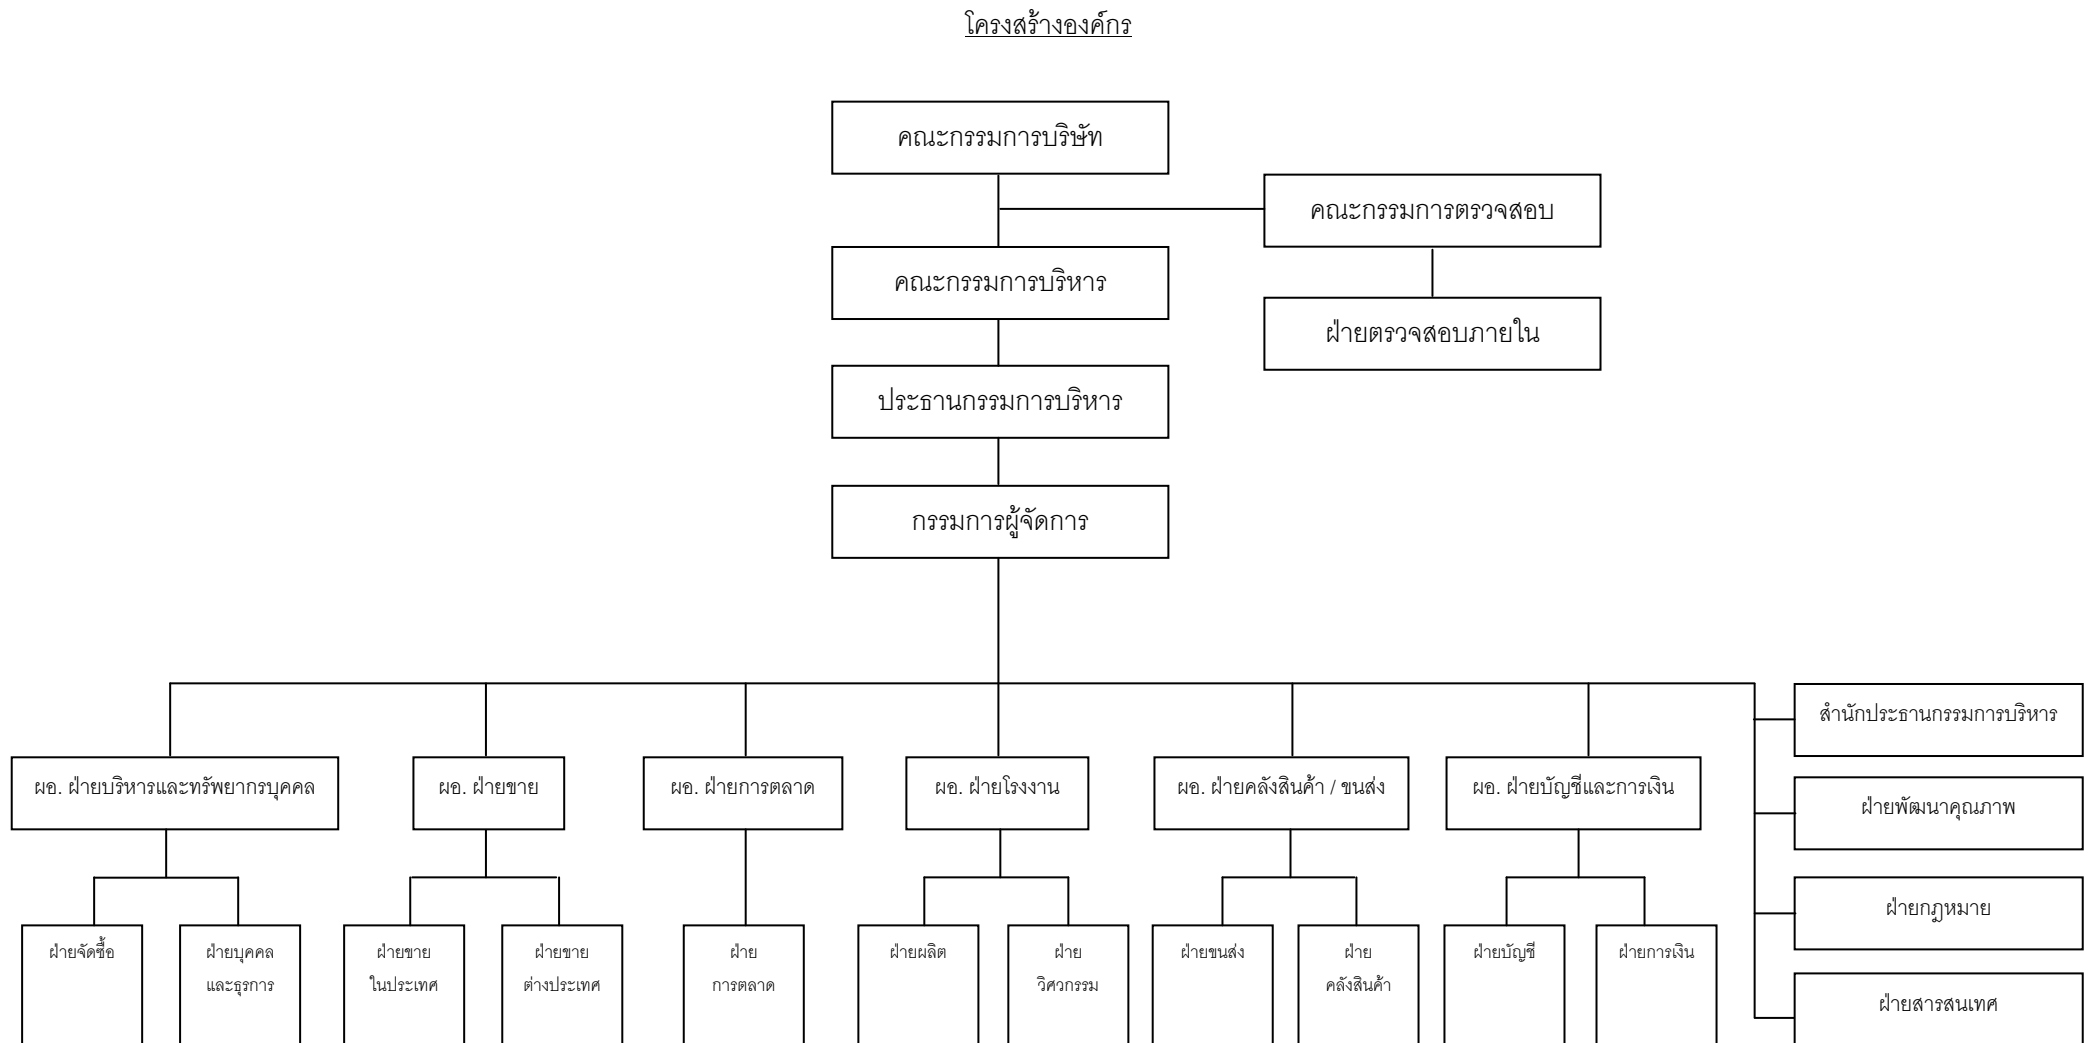 โครงสร้างองค์กร
คณะกรรมการบริษัท
คณะกรรมการตรวจสอบ
คณะกรรมการบริหาร
ฝ่ายตรวจสอบภายใน
ประธานกรรมการบริหาร
กรรมการผู้จัดการ
สำนักประธานกรรมการบริหาร
ผอ. ฝ่ายบริหารและทรัพยากรบุคคล
ผอ. ฝ่ายขาย
ผอ. ฝ่ายการตลาด
ผอ. ฝ่ายโรงงาน
ผอ. ฝ่ายคลังสินค้า / ขนส่ง
ผอ. ฝ่ายบัญชีและการเงิน
ฝ่ายพัฒนาคุณภาพ
ฝ่ายกฎหมาย
ฝ่ายจัดซื้อ
ฝ่ายบุคคล
และธุรการ
ฝ่ายขาย
ในประเทศ
ฝ่ายขาย
ต่างประเทศ
ฝ่าย
การตลาด
ฝ่ายผลิต
ฝ่าย
วิศวกรรม
ฝ่ายขนส่ง
ฝ่าย
คลังสินค้า
ฝ่ายบัญชี
ฝ่ายการเงิน
ฝ่ายสารสนเทศ